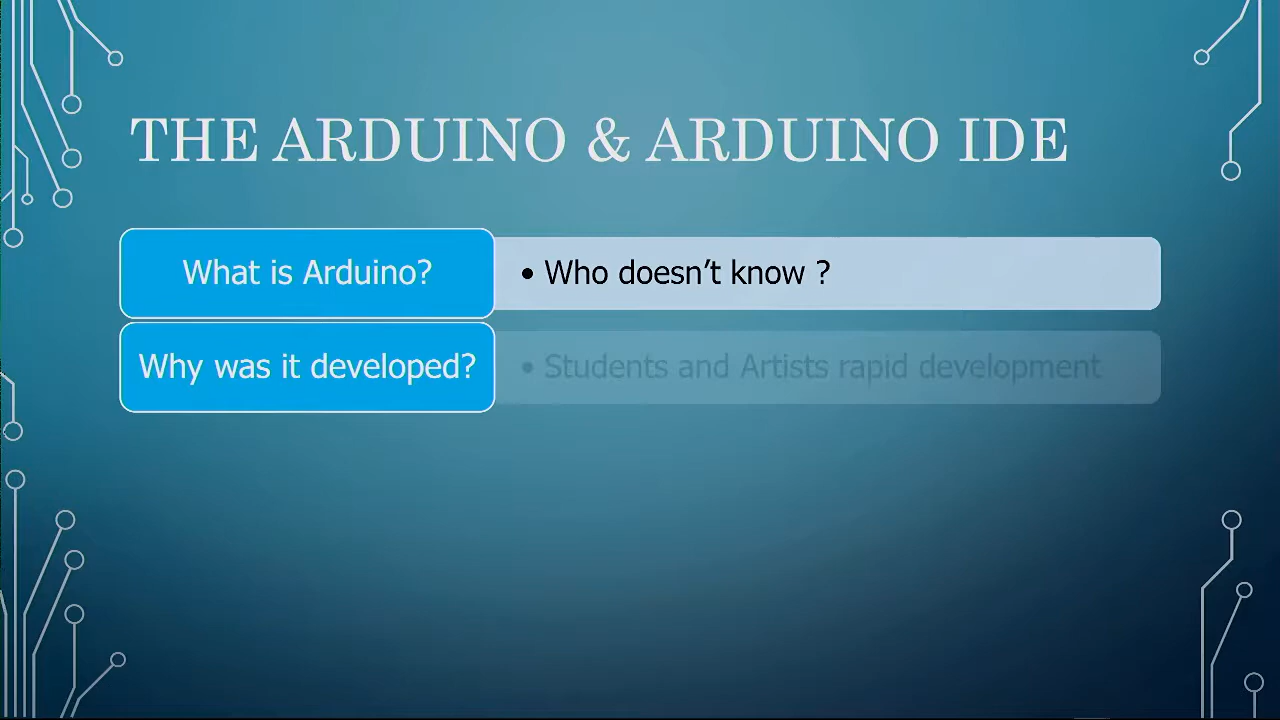 THE ARDUINO & ARDUINO IDE
What is Arduino?
• Who doesn’t know ?
Why was it developed?
• Students and Artists rapid development